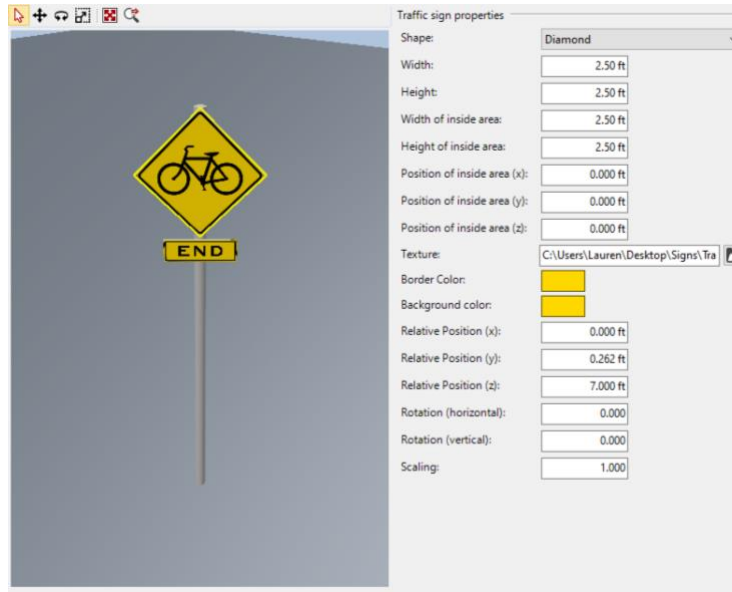 Traffic sign properties
Shape: Diamond
Width: 2.50 ft
Height: 2.50 ft
Width of inside area: 2.50 ft
Height of inside area: 2.50 ft
Position of inside area (x): 0.000 ft
Position of inside area (y): 0.000 ft
Position of inside area (z): 0.000 ft
Texture: C:\Users\Lauren\Desktop\Signs\Tra
Border Color:
Background color:
Relative Position (x): 0.000 ft
Relative Position (y): 0.262 ft
Relative Position (z): 7.000 ft
Rotation (horizontal): 0.000
Rotation (vertical): 0.000
Scaling: 1.000
END